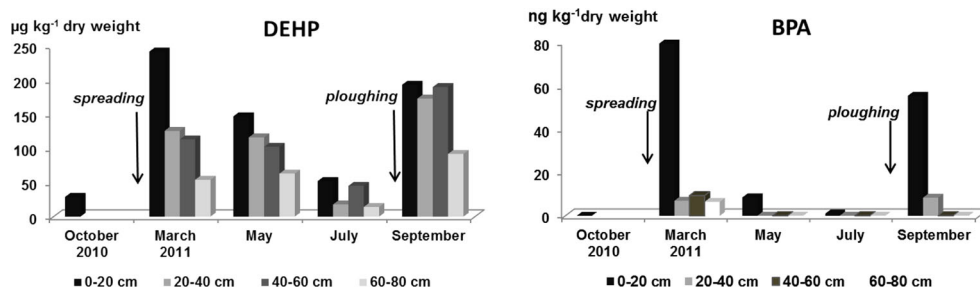 µg kg-1 dry weight
DEHP
250
200
150
100
50
0
spreading
ploughing
October 2010
March 2011
May
July
September
0-20 cm
20-40 cm
40-60 cm
60-80 cm
ng kg-1 dry weight
BPA
80
60
40
20
0
spreading
ploughing
October 2010
March 2011
May
July
September
0-20 cm
20-40 cm
40-60 cm
60-80 cm